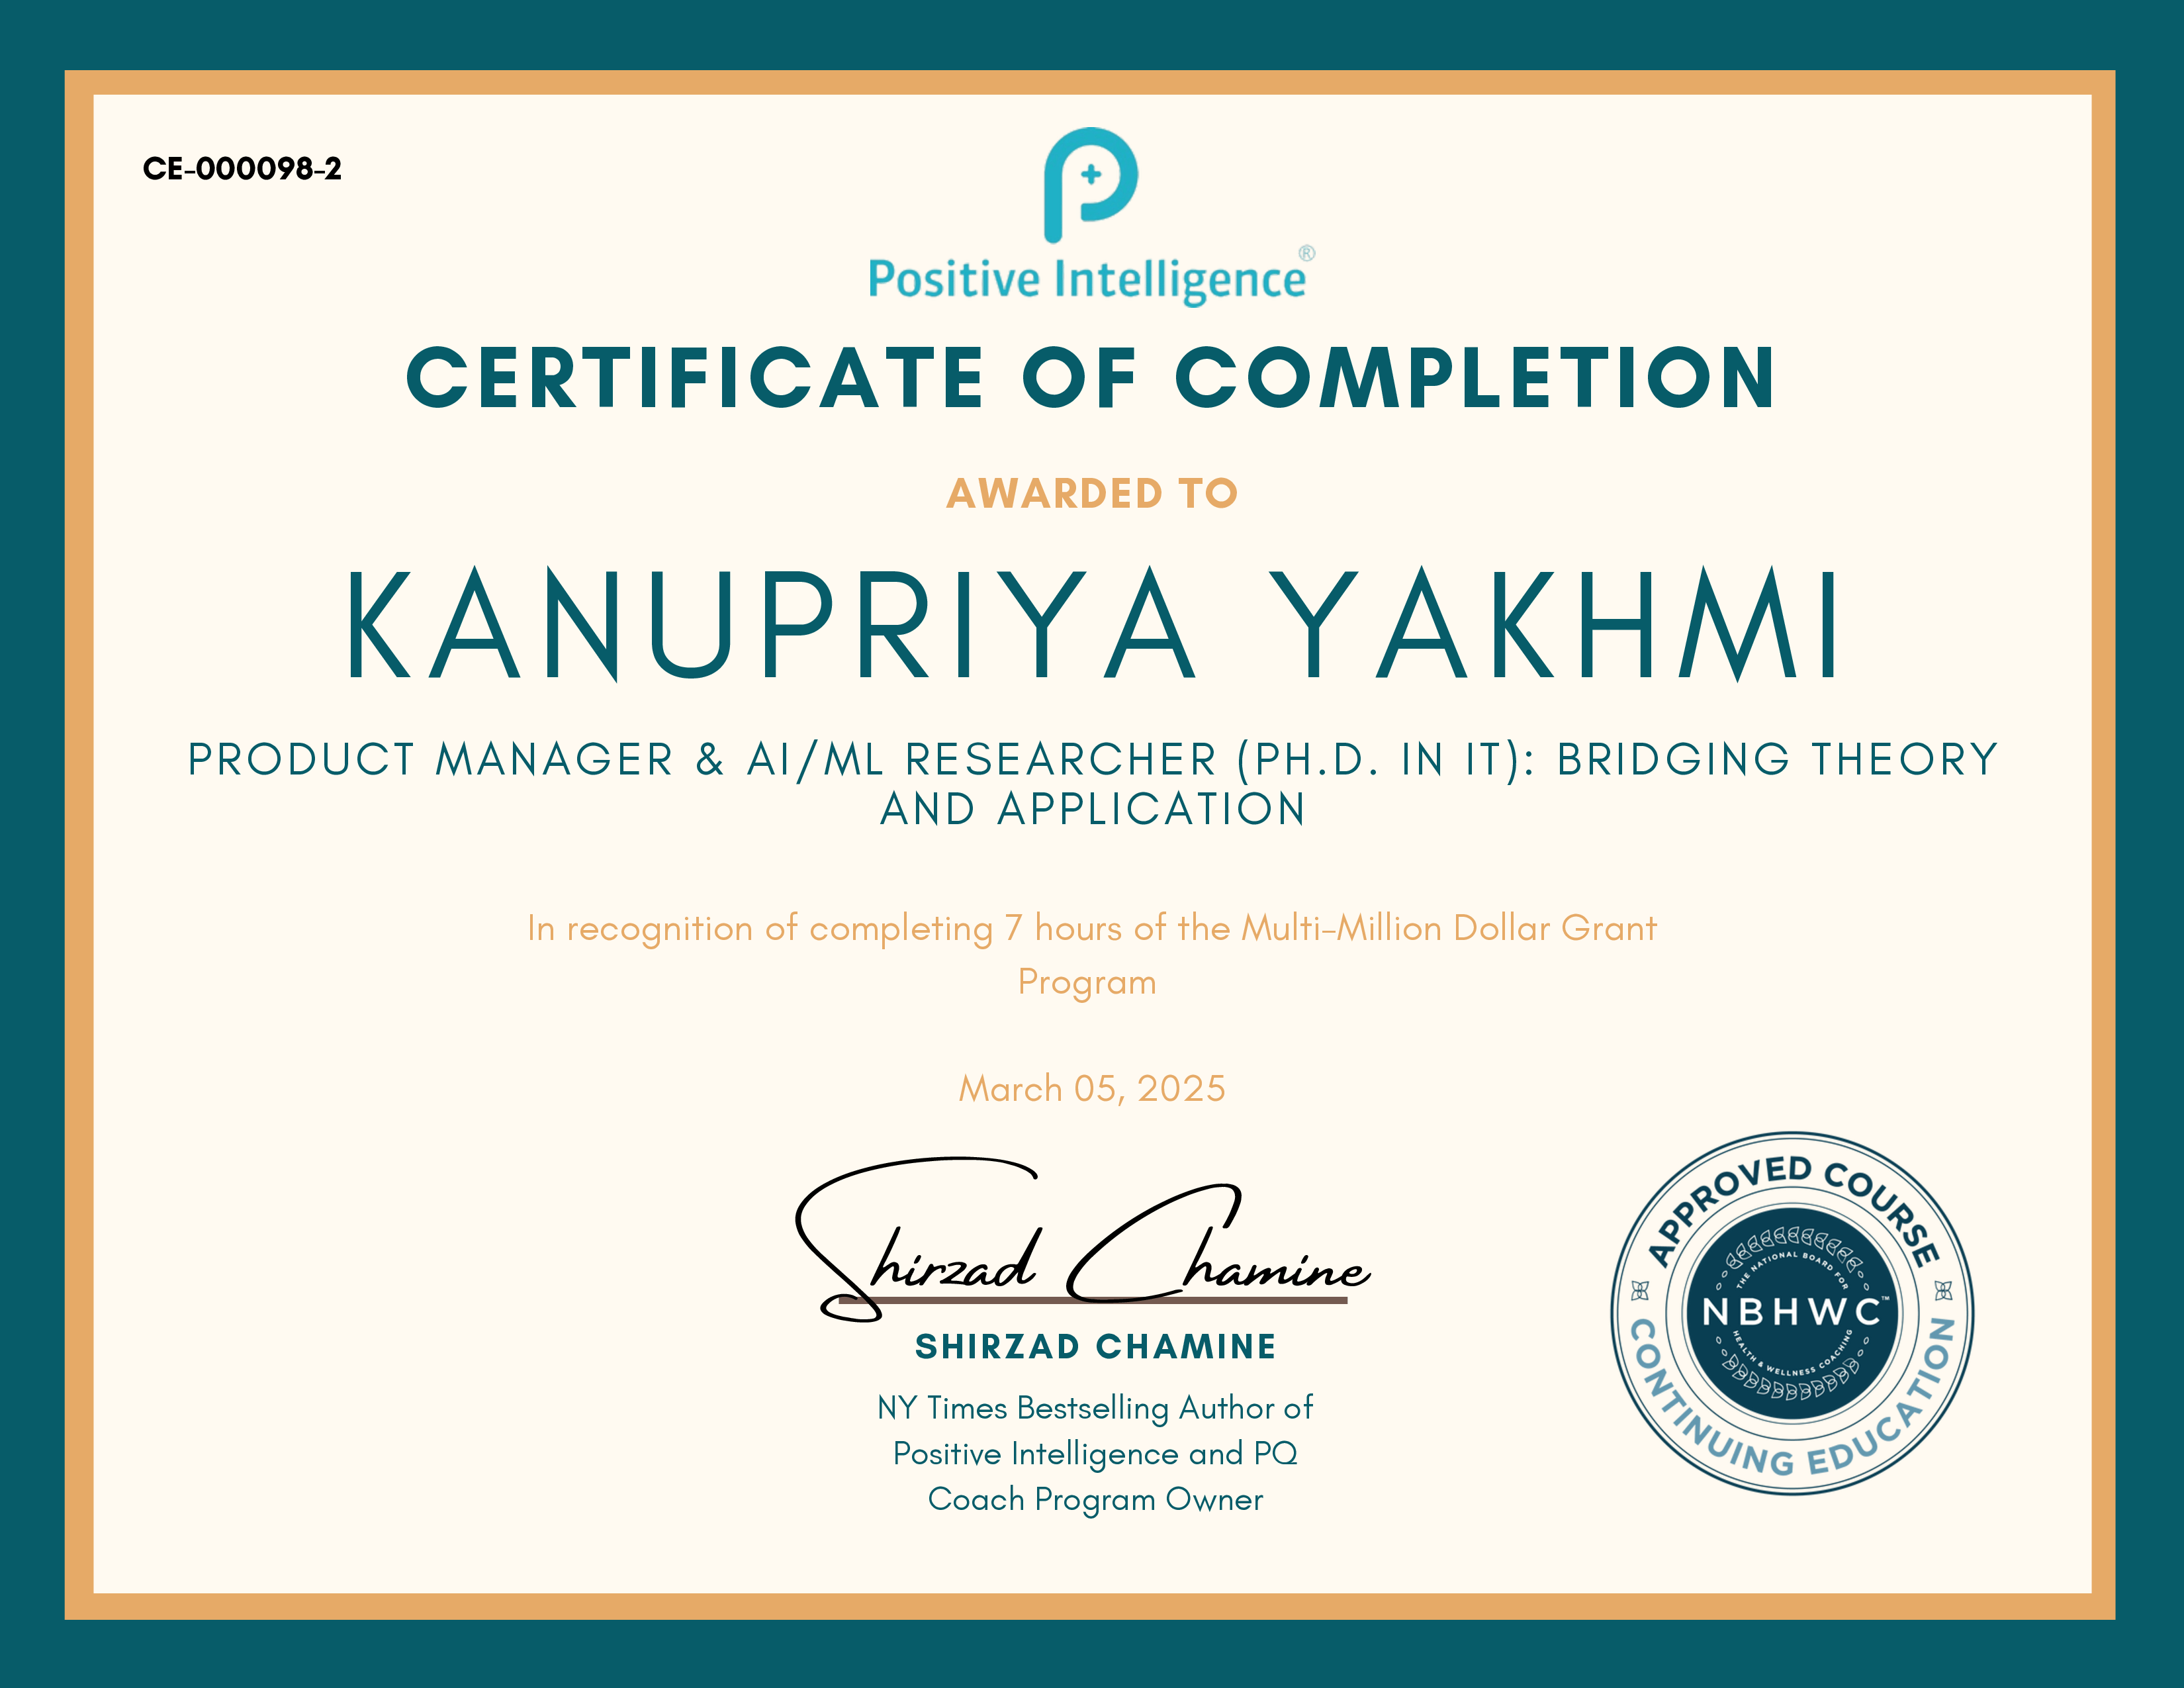 CE-000098-2
Positive Intelligence®
CERTIFICATE OF COMPLETION
AWARDED TO
KANUPRIYA YAKHMI
PRODUCT MANAGER & AI/ML RESEARCHER (PH.D. IN IT): BRIDGING THEORY
AND APPLICATION
In recognition of completing 7 hours of the Multi-Million Dollar Grant
Program
March 05, 2025
Shirzad Chamine
SHIRZAD CHAMINE
NY Times Bestselling Author of
Positive Intelligence and PQ
Coach Program Owner
APPROVED COURSE
THE NATIONAL BOARD FOR
NBHWC™
HEALTH & WELLNESS COACHING
CONTINUING EDUCATION